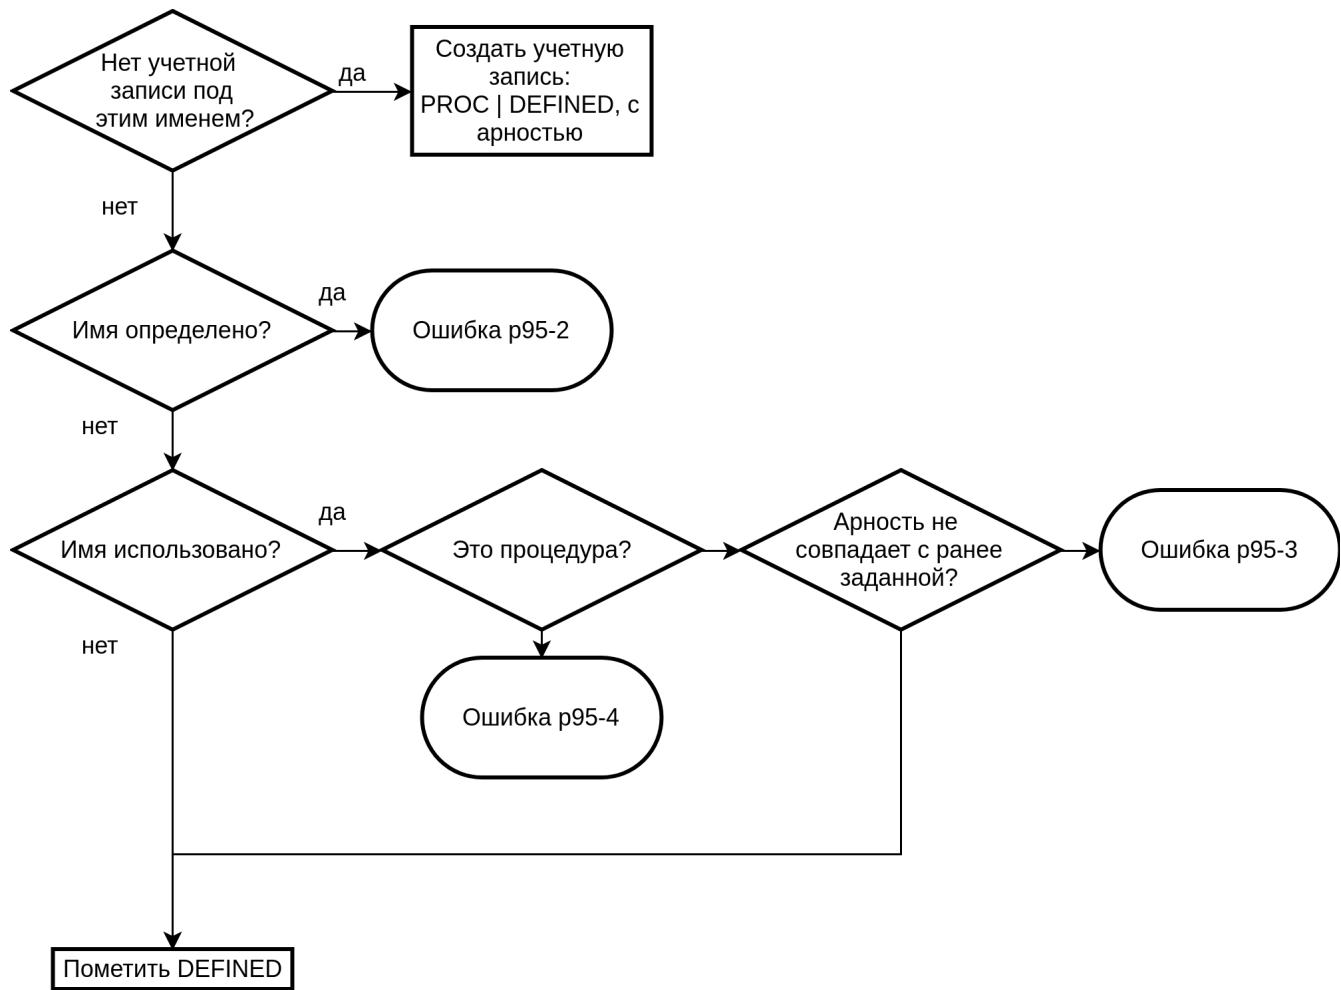 Нет учетной
записи под
этим именем?
да
Создать учетную
запись:
PROC | DEFINED, с
арностью
нет
Имя определено?
да
Ошибка p95-2
нет
Имя использовано?
да
Это процедура?
Арность не
совпадает с ранее
заданной?
Ошибка p95-3
нет
Ошибка p95-4
Пометить DEFINED